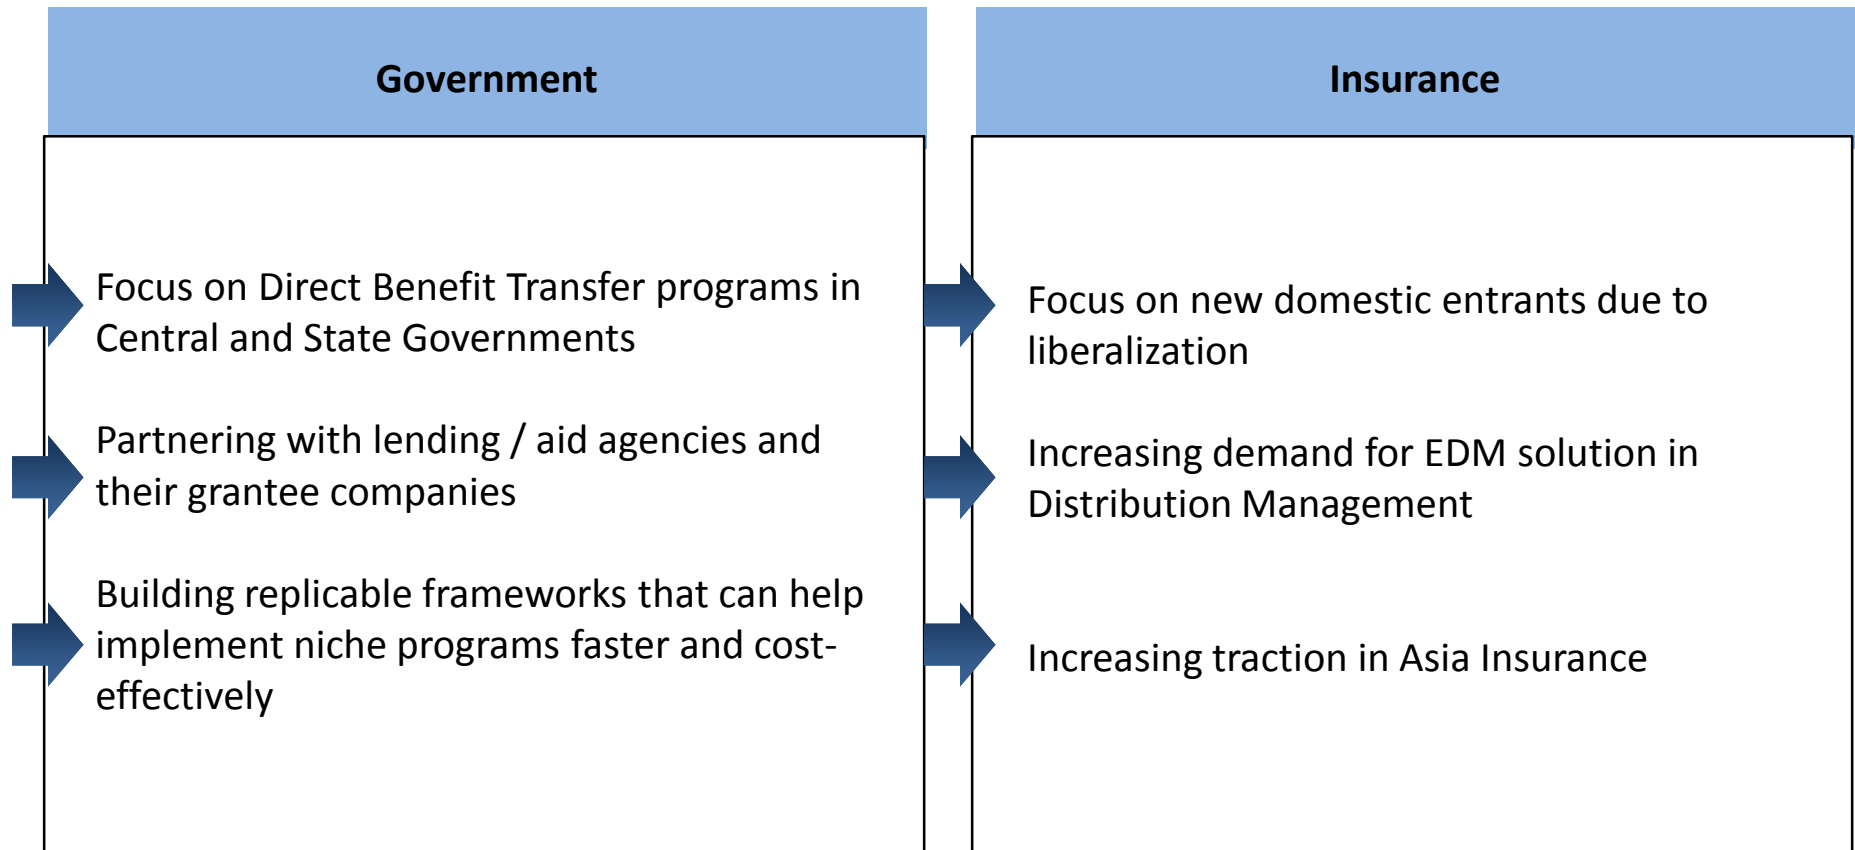 Government
Focus on Direct Benefit Transfer programs in
Central and State Governments
Partnering with lending / aid agencies and
their grantee companies
Building replicable frameworks that can help
implement niche programs faster and cost-
effectively
Insurance
Focus on new domestic entrants due to
liberalization
Increasing demand for EDM solution in
Distribution Management
Increasing traction in Asia Insurance